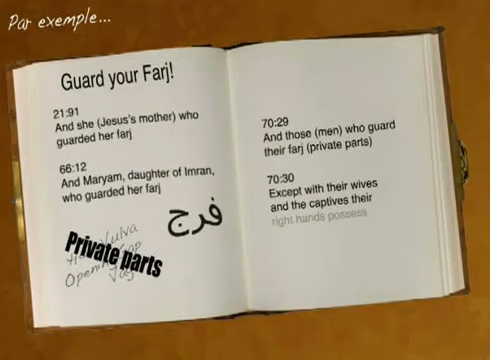 Par exemple...
Guard your Farj!
21:91
And she (Jesus's mother) who
guarded her farj
66:12
And Maryam, daughter of Imran,
who guarded her farj
فرج
Private parts
70:29
And those (men) who guard
their farj (private parts)
70:30
Except with their wives
and the captives their
right hands possess